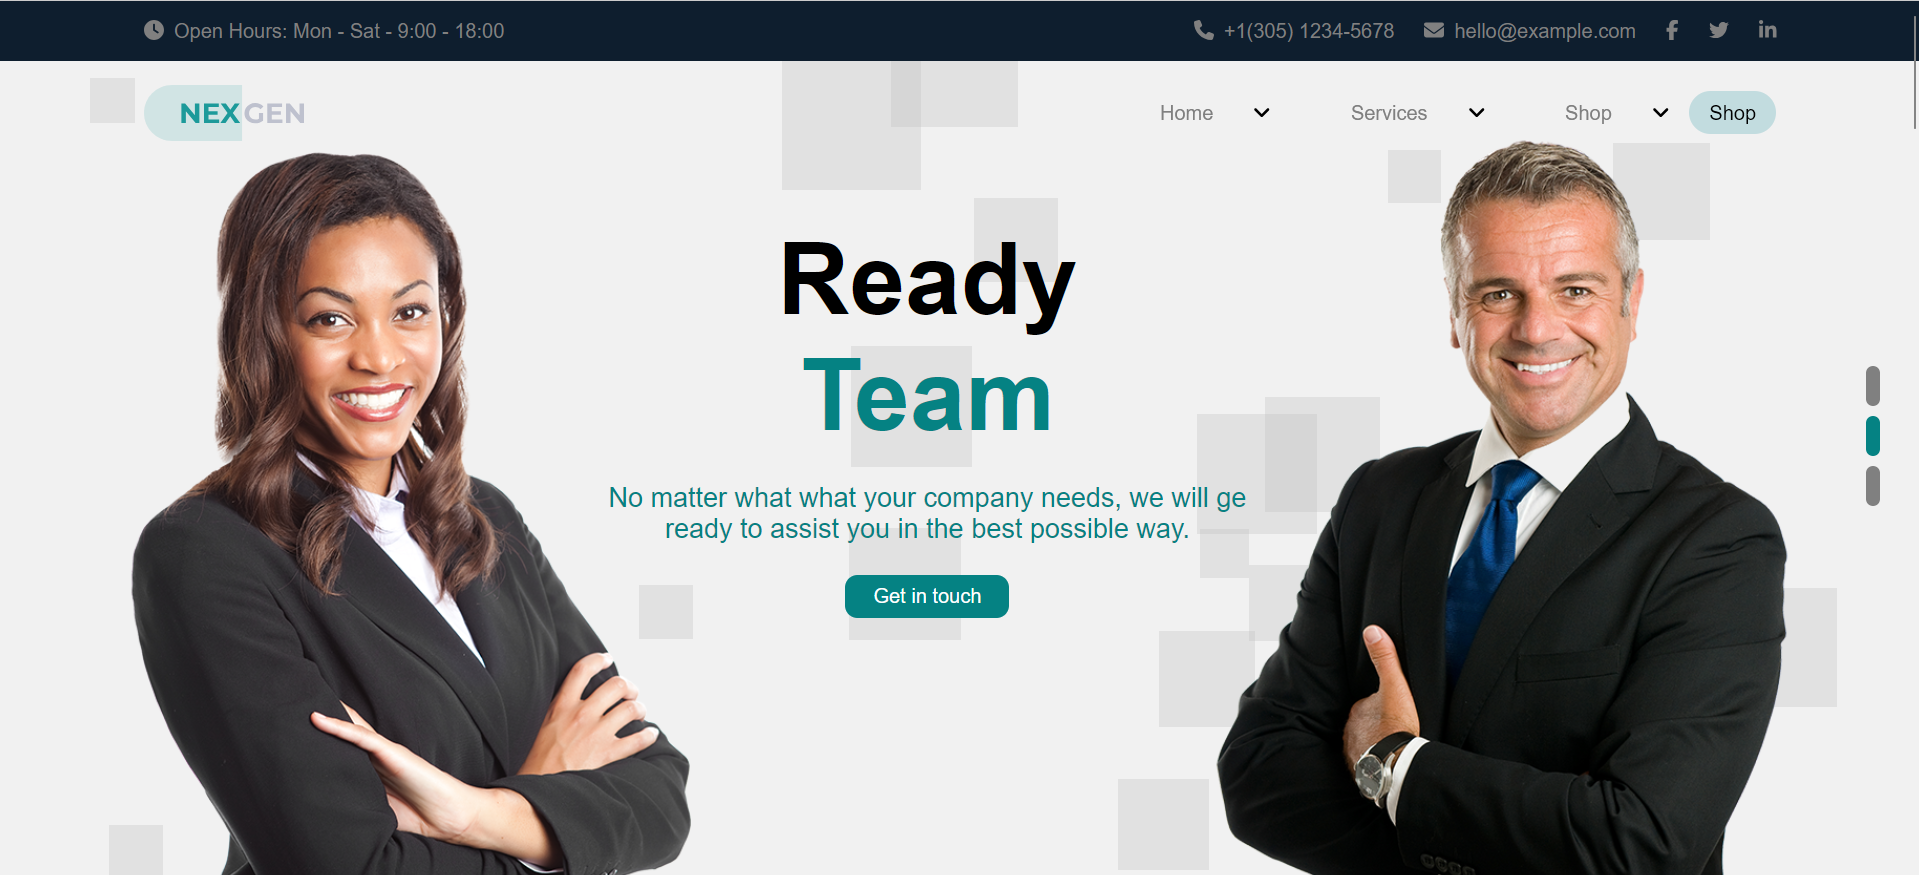 Open Hours: Mon - Sat - 9:00 - 18:00
+1(305) 1234-5678
hello@example.com
NEXGEN
Home
Services
Shop
Shop
Ready
Team
No matter what what your company needs, we will ge
ready to assist you in the best possible way.
Get in touch